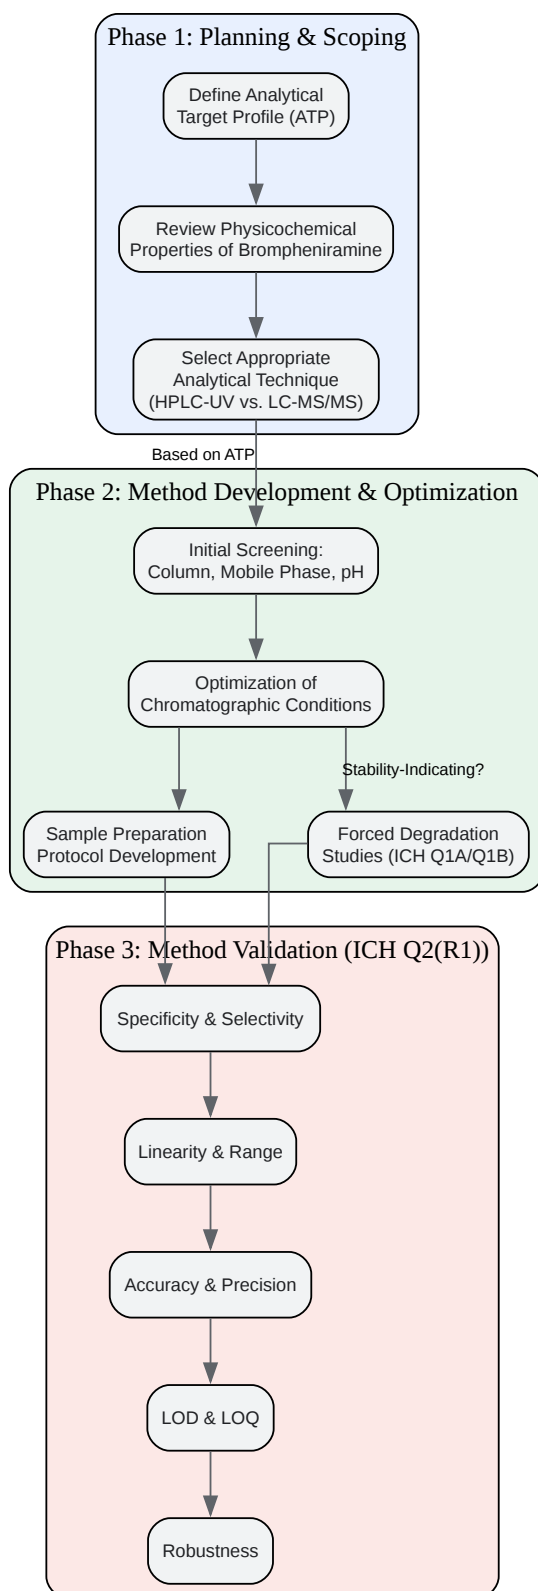 Phase 1: Planning & Scoping
Define Analytical
Target Profile (ATP)
Review Physicochemical
Properties of Brompheniramine
Select Appropriate
Analytical Technique
(HPLC-UV vs. LC-MS/MS)
Based on ATP
Phase 2: Method Development & Optimization
Initial Screening:
Column, Mobile Phase, pH
Optimization of
Chromatographic Conditions
Stability-Indicating?
Sample Preparation
Protocol Development
Forced Degradation
Studies (ICH Q1A/Q1B)
Phase 3: Method Validation (ICH Q2(R1))
Specificity & Selectivity
Linearity & Range
Accuracy & Precision
LOD & LOQ
Robustness